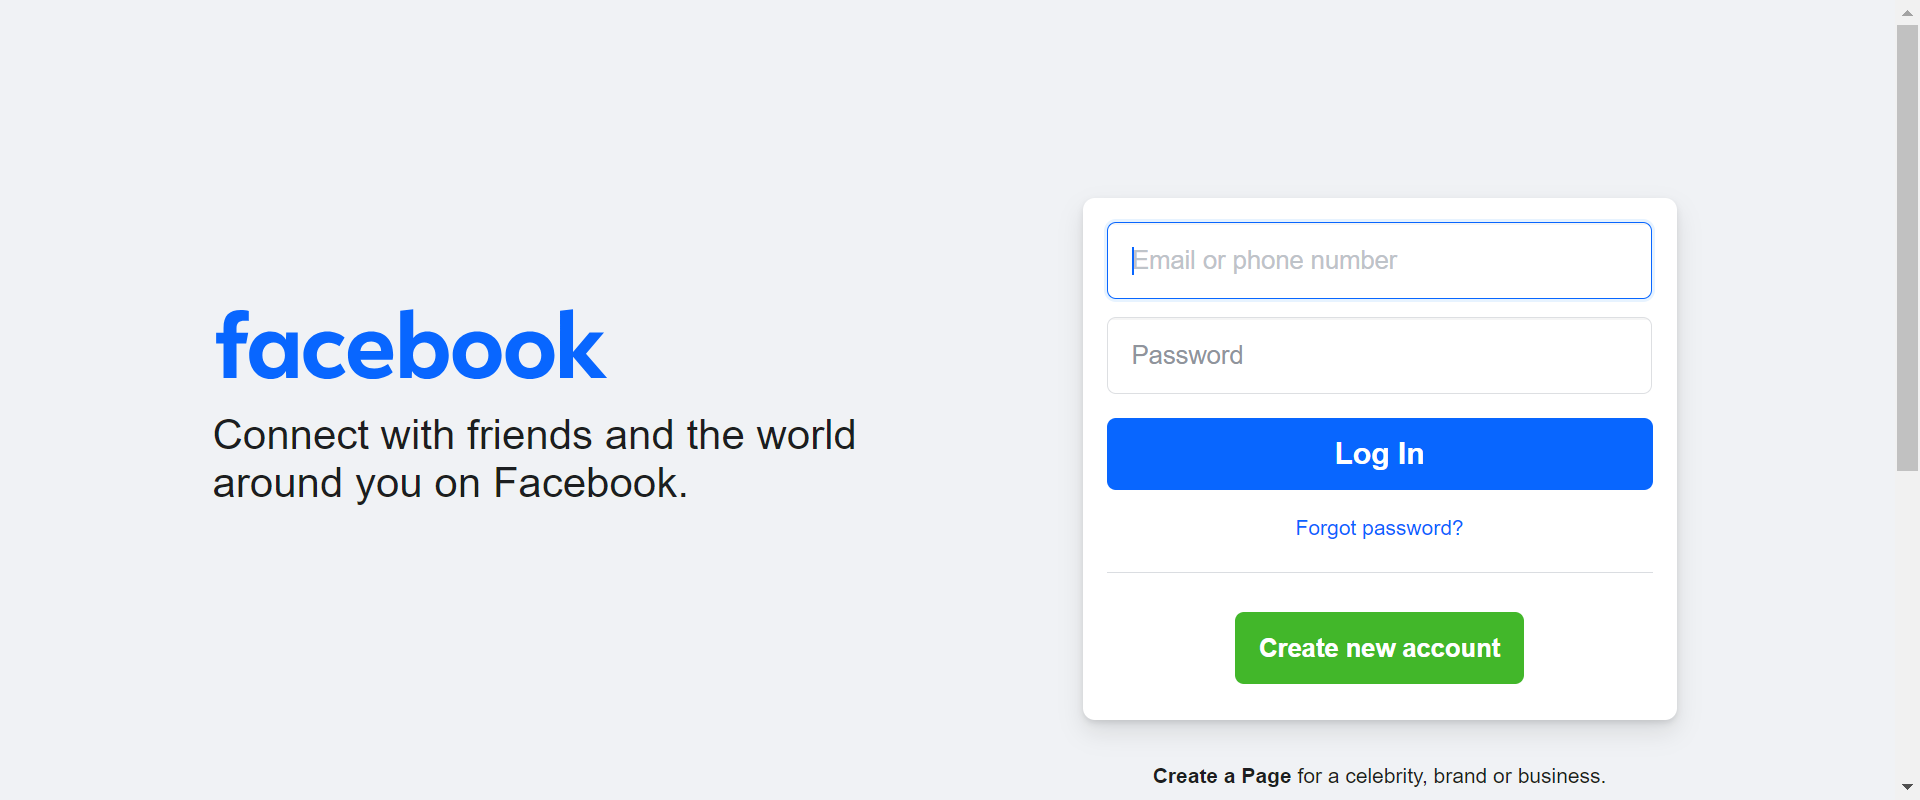 facebook
Connect with friends and the world
around you on Facebook.
Email or phone number
Password
Log In
Forgot password?
Create new account
Create a Page for a celebrity, brand or business.